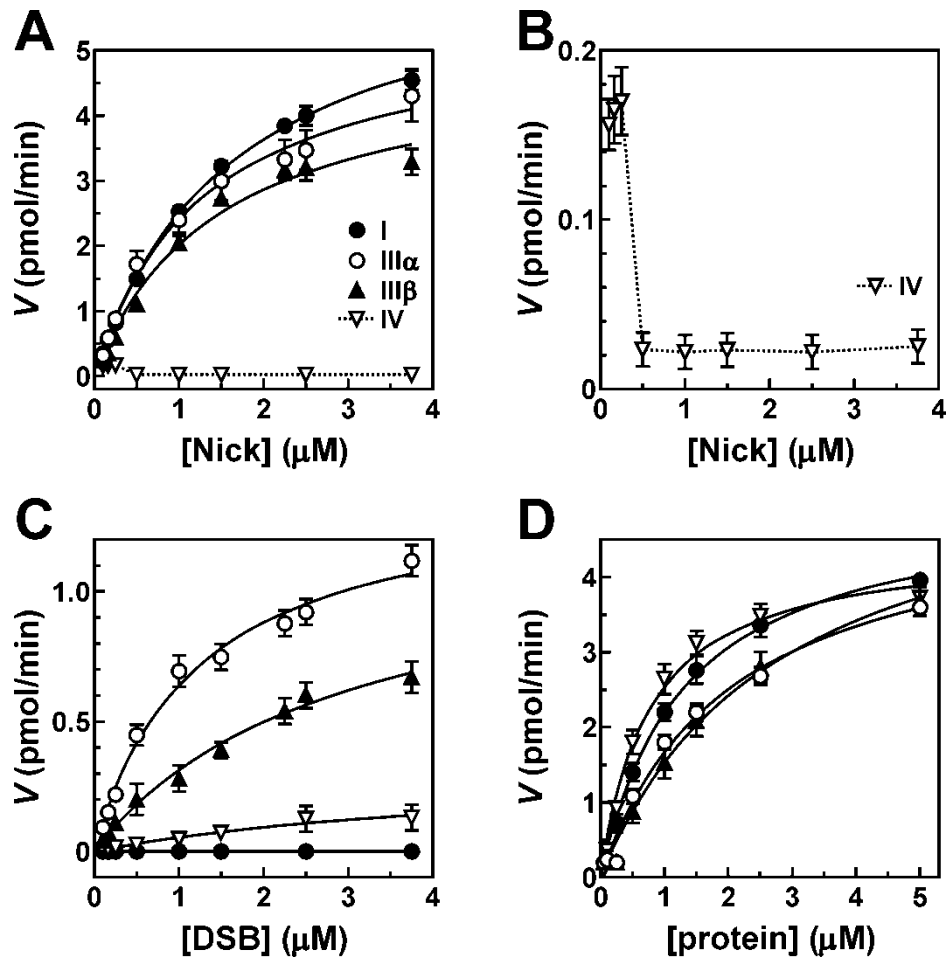 A
V (pmol/min)
5
4
3
2
1
0
I
IIIα
IIIβ
IV
0 1 2 3 4
[Nick] (μM)
B
V (pmol/min)
0.2
0.1
0
IV
0 1 2 3 4
[Nick] (μM)
C
V (pmol/min)
1.0
0.5
0
0 1 2 3 4
[DSB] (μM)
D
V (pmol/min)
4
3
2
1
0
0 1 2 3 4 5
[protein] (μM)